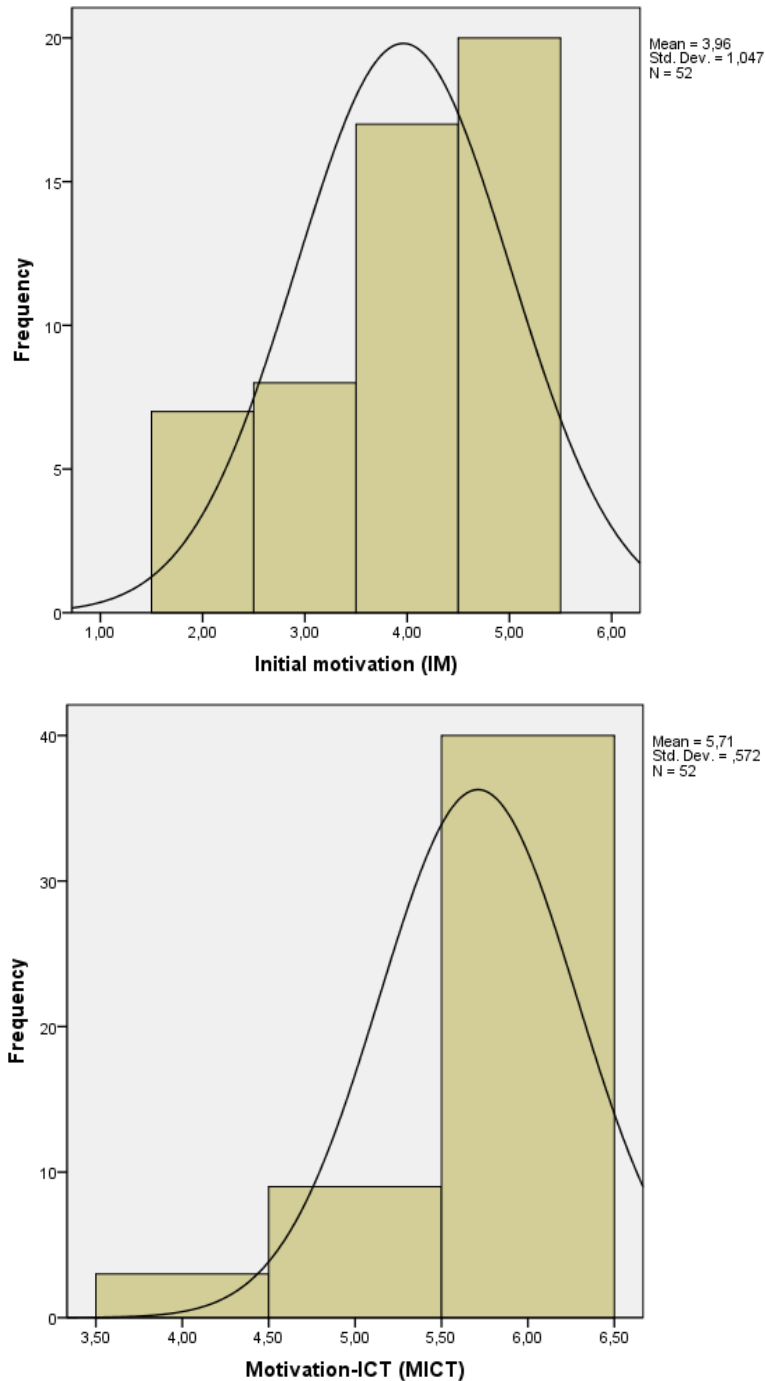 20
15
10
5
0
Frequency
1,00 2,00 3,00 4,00 5,00 6,00
Initial motivation (IM)
Mean = 3,96
Std. Dev. = 1,047
N = 52
40
30
20
10
0
Frequency
3,50 4,00 4,50 5,00 5,50 6,00 6,50
Motivation-ICT (MICT)
Mean = 5,71
Std. Dev. = ,572
N = 52